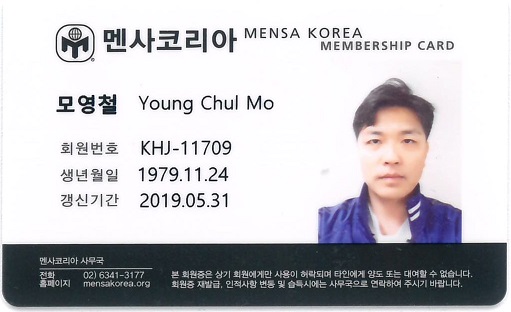 멘사코리아 MENSA KOREA
MEMBERSHIP CARD
모영철 Young Chul Mo
회원번호 KHJ-11709
생년월일 1979.11.24
갱신기간 2019.05.31
멘사코리아 사무국
전화 02) 6341-3177
홈페이지 mensakorea.org
본 회원증은 상기 회원에게만 사용이 허락되며 타인에게 양도 또는 대여할 수 없습니다.
회원증 재발급, 인적사항 변동 및 습득시에는 사무국으로 연락하여 주시기 바랍니다.